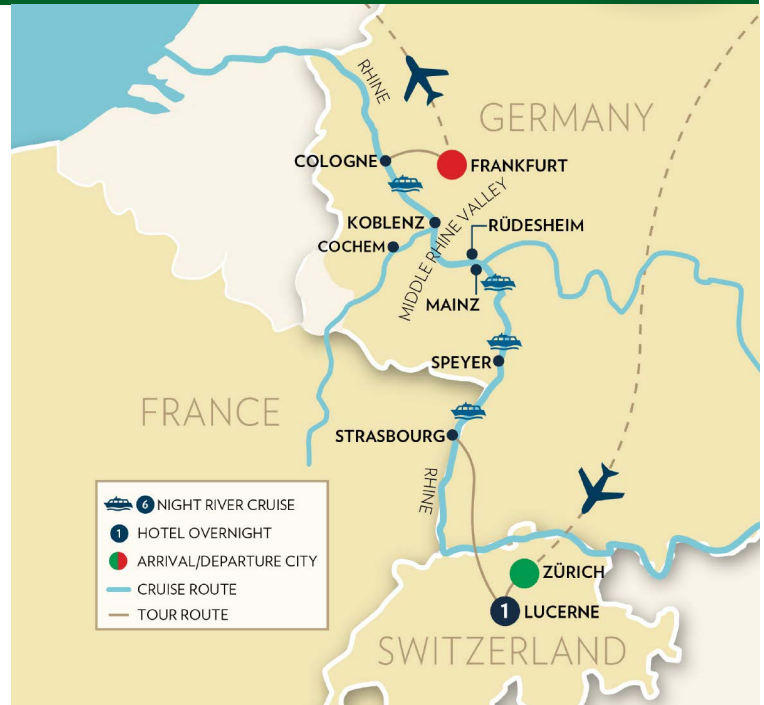 RHINE
GERMANY
COLOGNE
FRANKFURT
MIDDLE RHINE VALLEY
KOBLENZ
RÜDESHEIM
COCHEM
MAINZ
SPEYER
FRANCE
STRASBOURG
RHINE
6 NIGHT RIVER CRUISE
1 HOTEL OVERNIGHT
ARRIVAL/DEPARTURE CITY
CRUISE ROUTE
TOUR ROUTE
ZÜRICH
1 LUCERNE
SWITZERLAND